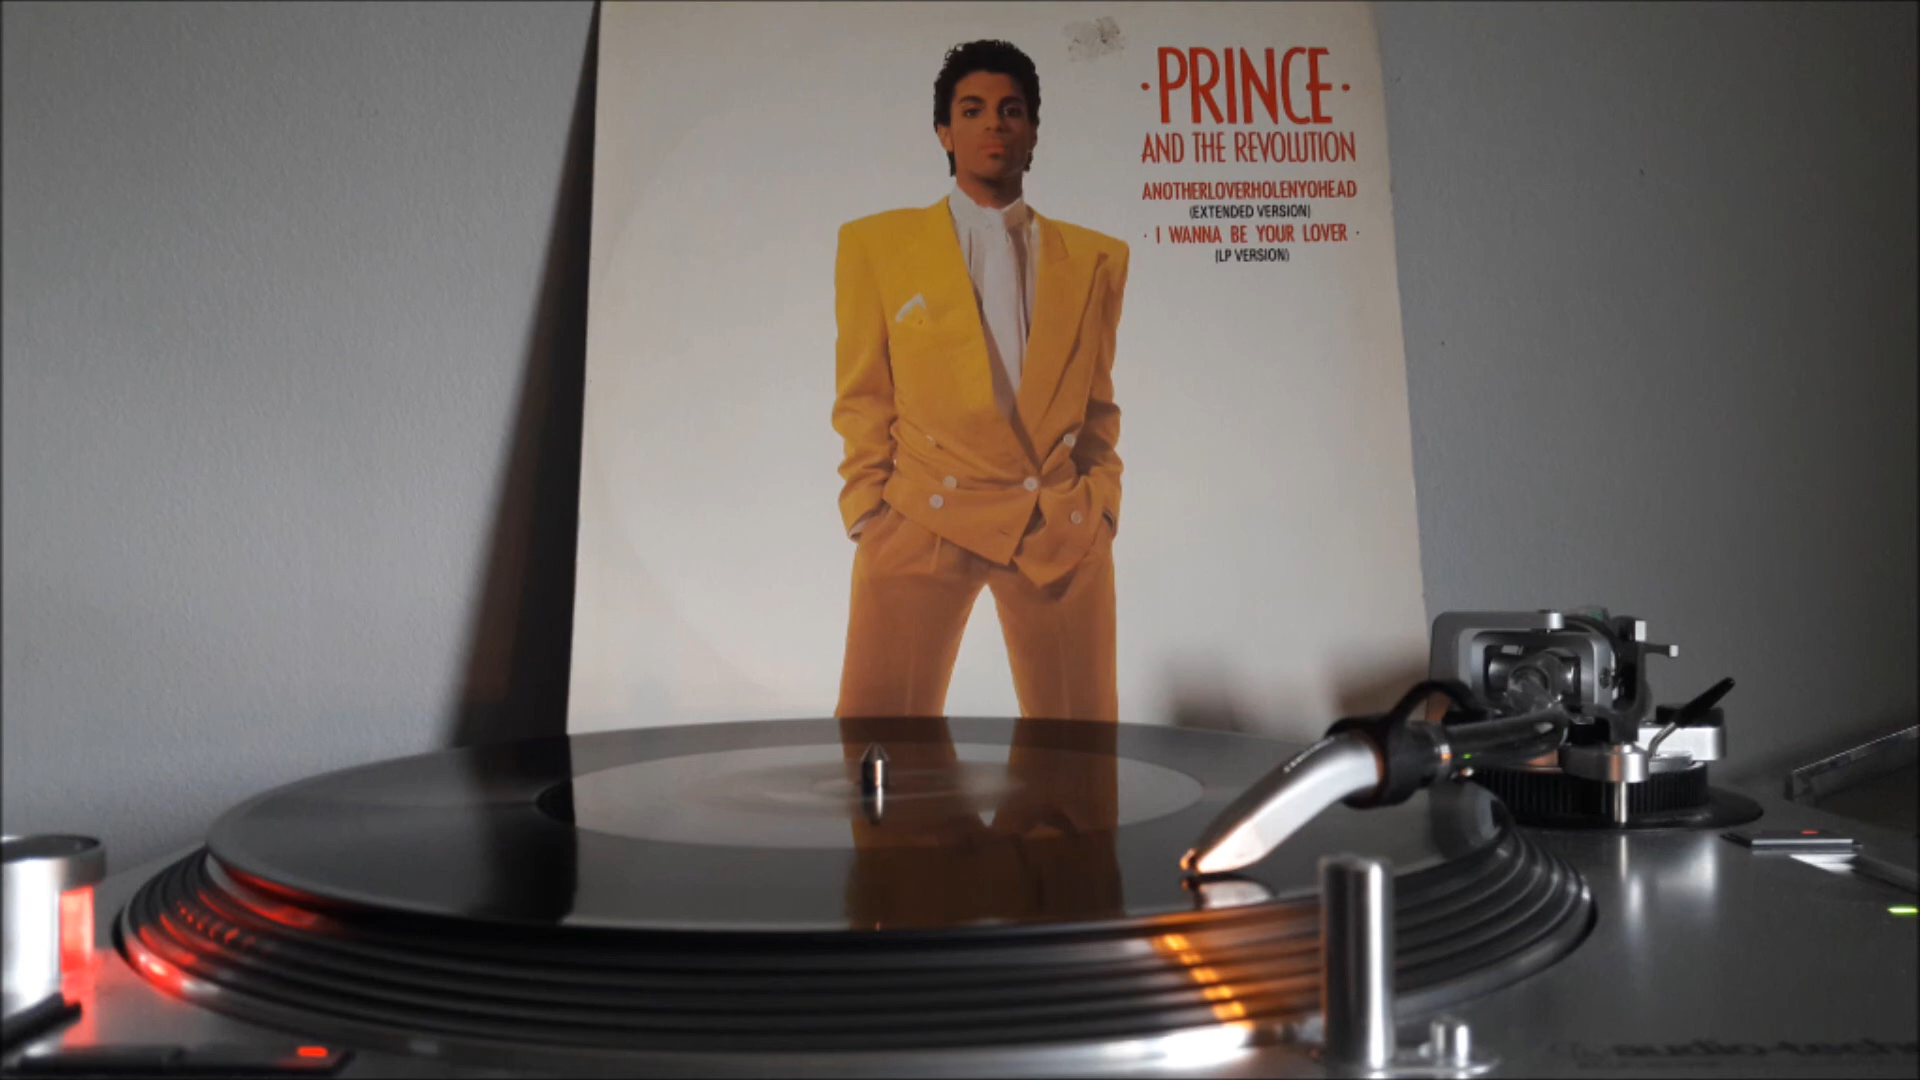 · PRINCE ·
AND THE REVOLUTION
ANOTHERLOVERHOLENYOHEAD
(EXTENDED VERSION)
· I WANNA BE YOUR LOVER ·
(LP VERSION)